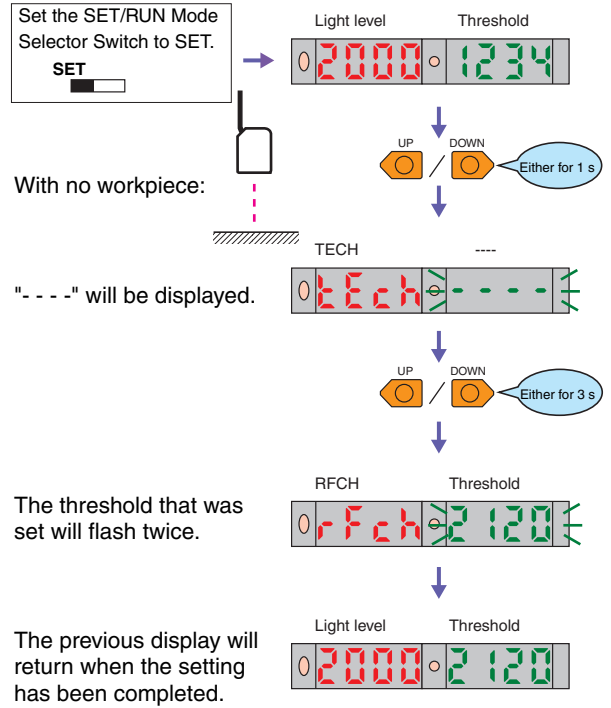 Set the SET/RUN Mode
Selector Switch to SET.
SET
Light level Threshold
2000 1234
UP / DOWN
Either for 1 s
With no workpiece:
TECH ----
tEch - - - -
"- - - -" will be displayed.
UP / DOWN
Either for 3 s
RFCH Threshold
rFch 2120
The threshold that was
set will flash twice.
Light level Threshold
2000 2120
The previous display will
return when the setting
has been completed.